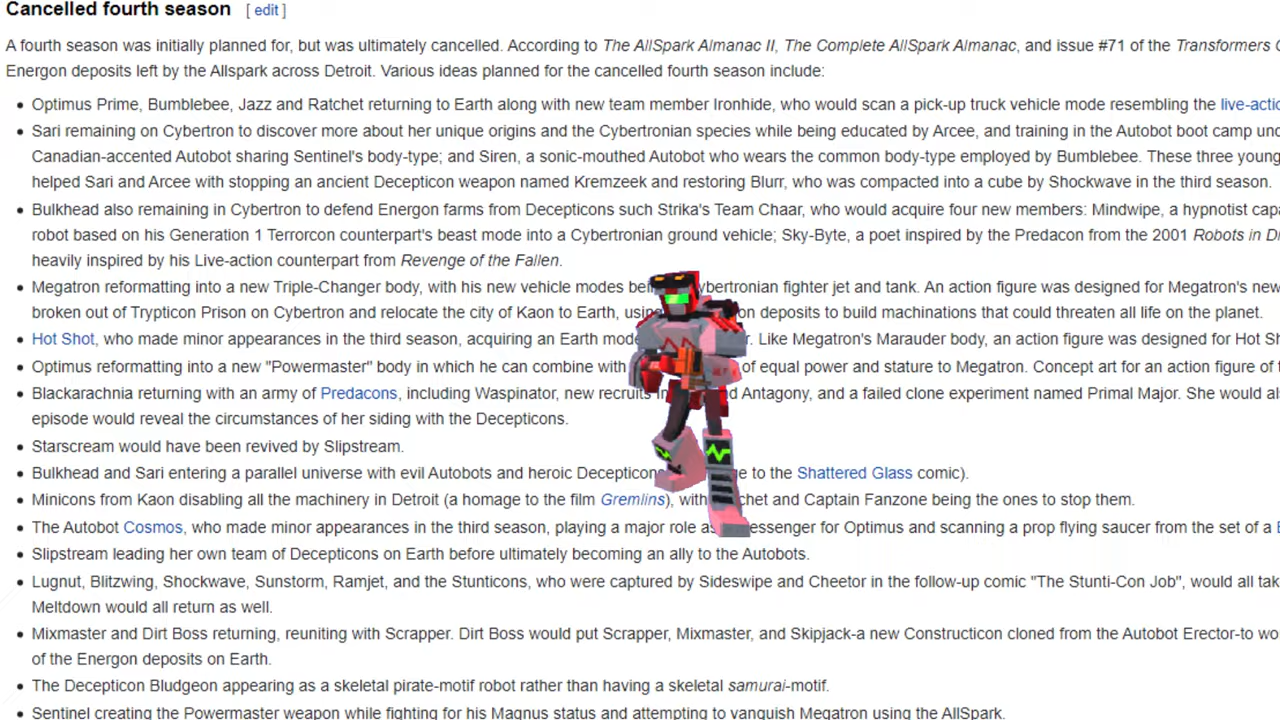 Cancelled fourth season [ edit ]
A fourth season was initially planned for, but was ultimately cancelled. According to The AllSpark Almanac II, The Complete AllSpark Almanac, and issue #71 of the Transformers
Energon deposits left by the Allspark across Detroit. Various ideas planned for the cancelled fourth season include:
• Optimus Prime, Bumblebee, Jazz and Ratchet returning to Earth along with new team member Ironhide, who would scan a pick-up truck vehicle mode resembling the
• Sari remaining on Cybertron to discover more about her unique origins and the Cybertronian species while being educated by Arcee, and training in the Autobot boot camp
Canadian-accented Autobot sharing Sentinel's body-type; and Siren, a sonic-mouthed Autobot who wears the common body-type employed by Bumblebee. These three
helped Sari and Arcee with stopping an ancient Decepticon weapon named Kremzeek and restoring Blurr, who was compacted into a cube by Shockwave in the third season.
• Bulkhead also remaining in Cybertron to defend Energon farms from Decepticons such Strika's Team Chaar, who would acquire four new members: Mindwipe, a hypnotist
robot based on his Generation 1 Terrorcon counterpart's beast mode into a Cybertronian ground vehicle; Sky-Byte, a poet inspired by the Predacon from the 2001 Robots in
heavily inspired by his Live-action counterpart from Revenge of the Fallen.
• Megatron reformatting into a new Triple-Changer body, with his new vehicle modes fighter jet and tank. An action figure was designed for Megatron's new
broken out of Trypticon Prison on Cybertron and relocate the city of Kaon to Earth, deposits to build machinations that could threaten all life on the planet.
• Hot Shot, who made minor appearances in the third season, acquiring an Earth Like Megatron's Marauder body, an action figure was designed for Hot
• Optimus reformatting into a new "Powermaster" body in which he can combine with of equal power and stature to Megatron. Concept art for an action figure of
• Blackarachnia returning with an army of Predacons, including Waspinator, new recruits Antagony, and a failed clone experiment named Primal Major. She would
episode would reveal the circumstances of her siding with the Decepticons.
• Starscream would have been revived by Slipstream.
• Bulkhead and Sari entering a parallel universe with evil Autobots and heroic to the Shattered Glass comic).
• Minicons from Kaon disabling all the machinery in Detroit (a homage to the film Gremlins), and Captain Fanzone being the ones to stop them.
• The Autobot Cosmos, who made minor appearances in the third season, playing a major role for Optimus and scanning a prop flying saucer from the set of a
• Slipstream leading her own team of Decepticons on Earth before ultimately becoming an ally to the Autobots.
• Lugnut, Blitzwing, Shockwave, Sunstorm, Ramjet, and the Stunticons, who were captured by Sideswipe and Cheetor in the follow-up comic "The Stunti-Con Job", would all
Meltdown would all return as well.
• Mixmaster and Dirt Boss returning, reuniting with Scrapper. Dirt Boss would put Scrapper, Mixmaster, and Skipjack-a new Constructicon cloned from the Autobot Erector-to
of the Energon deposits on Earth.
• The Decepticon Bludgeon appearing as a skeletal pirate-motif robot rather than having a skeletal samurai-motif.
• Sentinel creating the Powermaster weapon while fighting for his Magnus status and attempting to vanquish Megatron using the AllSpark.